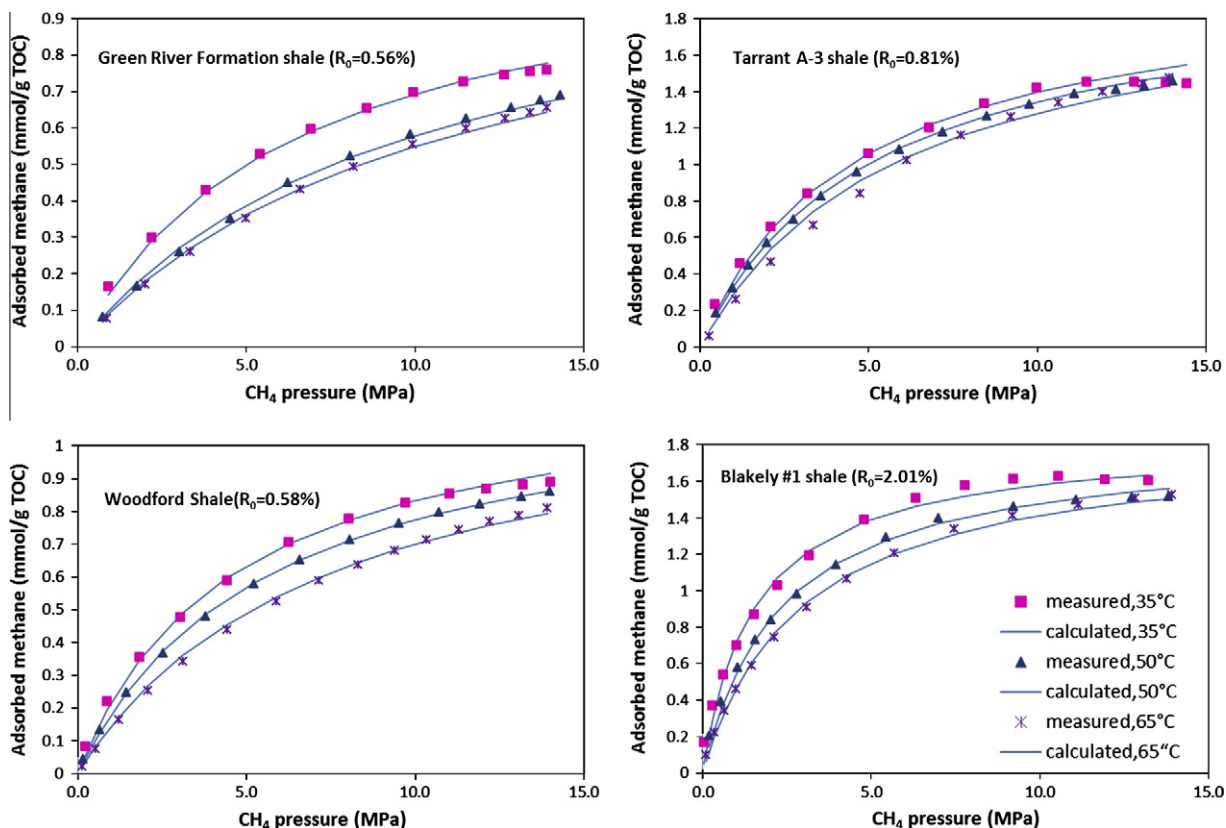 Green River Formation shale (R₀=0.56%)
Adsorbed methane (mmol/g TOC)
0.9
0.8
0.7
0.6
0.5
0.4
0.3
0.2
0.1
0
0.0 5.0 10.0 15.0
CH₄ pressure (MPa)
Tarrant A-3 shale (R₀=0.81%)
Adsorbed methane (mmol/g TOC)
1.8
1.6
1.4
1.2
1
0.8
0.6
0.4
0.2
0
0.0 5.0 10.0 15.0
CH₄ pressure (MPa)
Woodford Shale(R₀=0.58%)
Adsorbed methane (mmol/g TOC)
1
0.9
0.8
0.7
0.6
0.5
0.4
0.3
0.2
0.1
0
0.0 5.0 10.0 15.0
CH₄ pressure (MPa)
Blakely #1 shale (R₀=2.01%)
Adsorbed methane (mmol/g TOC)
1.8
1.6
1.4
1.2
1
0.8
0.6
0.4
0.2
0
0.0 5.0 10.0 15.0
CH₄ pressure (MPa)
measured,35°C
calculated,35°C
measured,50°C
calculated,50°C
measured,65°C
calculated,65“C